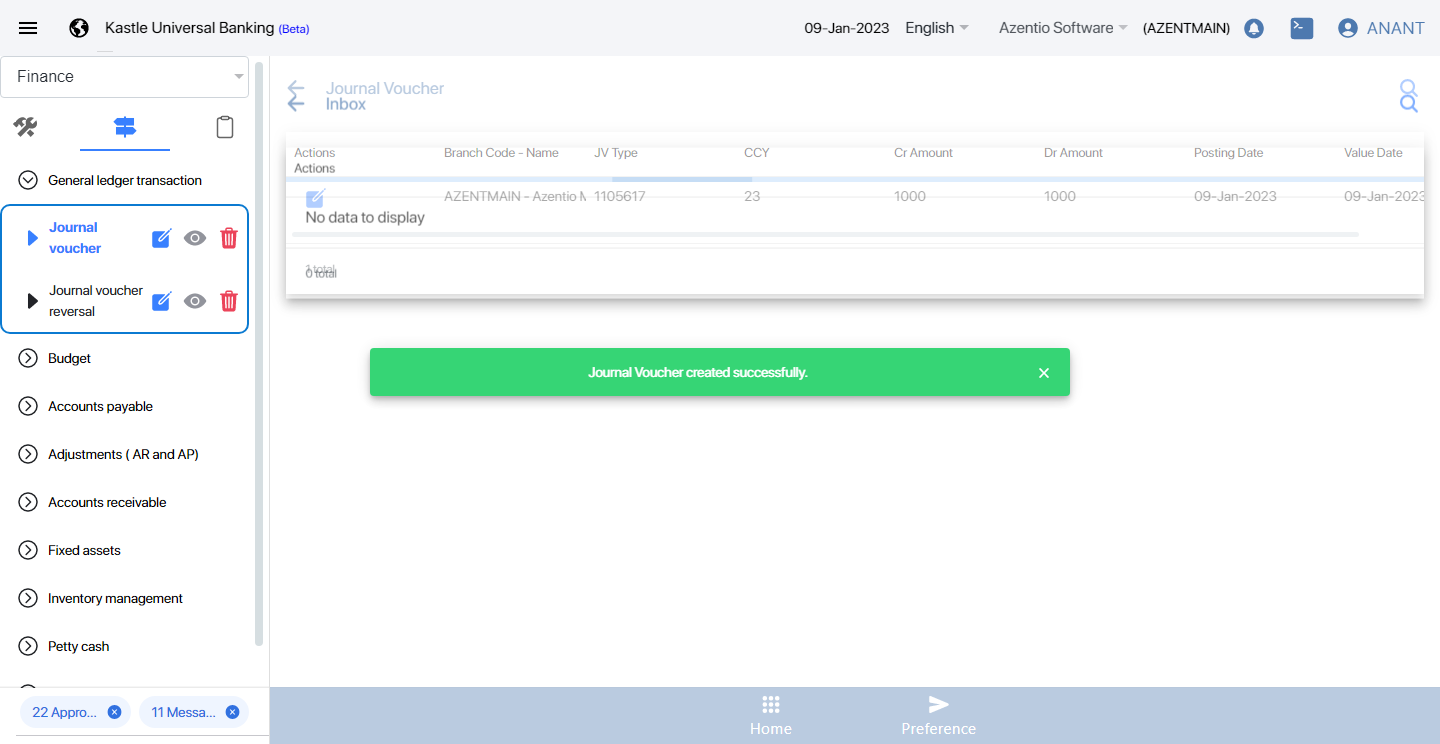 Kastle Universal Banking (Beta)
09-Jan-2023
English
Azentio Software
(AZENTMAIN)
ANANT
Finance
General ledger transaction
Journal
voucher
Journal voucher
reversal
Budget
Accounts payable
Adjustments ( AR and AP)
Accounts receivable
Fixed assets
Inventory management
Petty cash
22 Appro...
11 Messa...
Journal Voucher
Inbox
Actions Branch Code - Name JV Type CCY Cr Amount Dr Amount Posting Date Value Date
Actions
AZENTMAIN - Azentio 1105617 23 1000 1000 09-Jan-2023 09-Jan-2023
No data to display
1 total
0 total
Journal Voucher created successfully.
Home
Preference